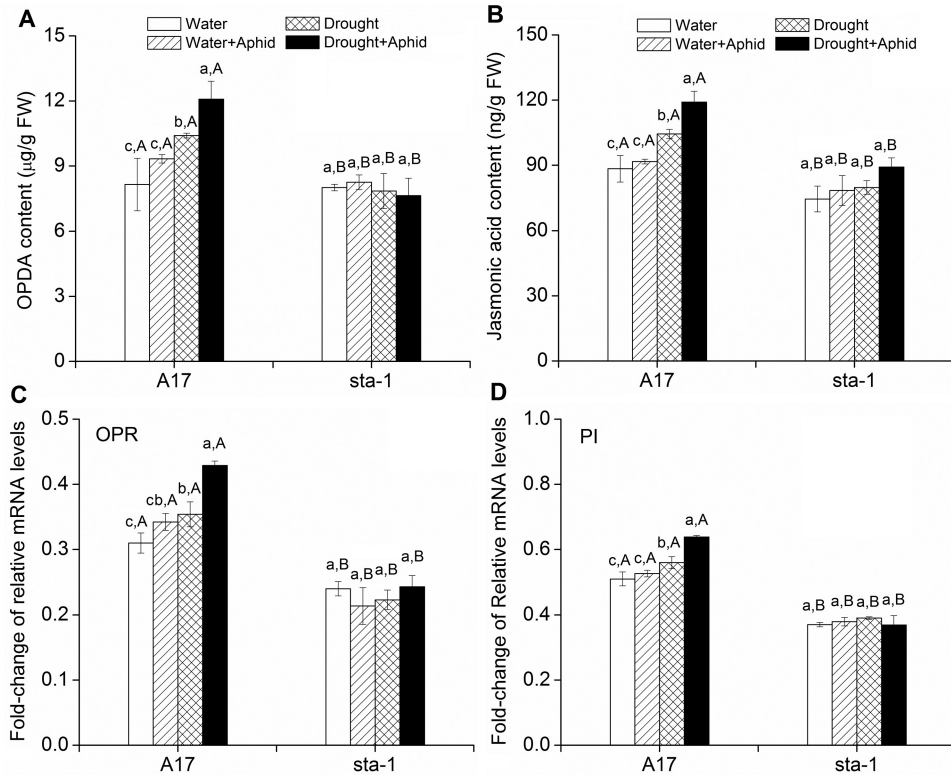 A
Water
Drought
Water+Aphid
Drought+Aphid
OPDA content (µg/g FW)
15
12
9
6
3
0
c,A
c,A
b,A
a,A
a,B
a,B
a,B
a,B
A17
sta-1
B
Water
Drought
Water+Aphid
Drought+Aphid
Jasmonic acid content (ng/g FW)
150
120
90
60
30
0
c,A
c,A
b,A
a,A
a,B
a,B
a,B
a,B
A17
sta-1
C
OPR
Fold-change of relative mRNA levels
0.5
0.4
0.3
0.2
0.1
0.0
c,A
cb,A
b,A
a,A
a,B
a,B
a,B
a,B
A17
sta-1
D
PI
Fold-change of Relative mRNA levels
1.0
0.8
0.6
0.4
0.2
0.0
c,A
c,A
b,A
a,A
a,B
a,B
a,B
a,B
A17
sta-1